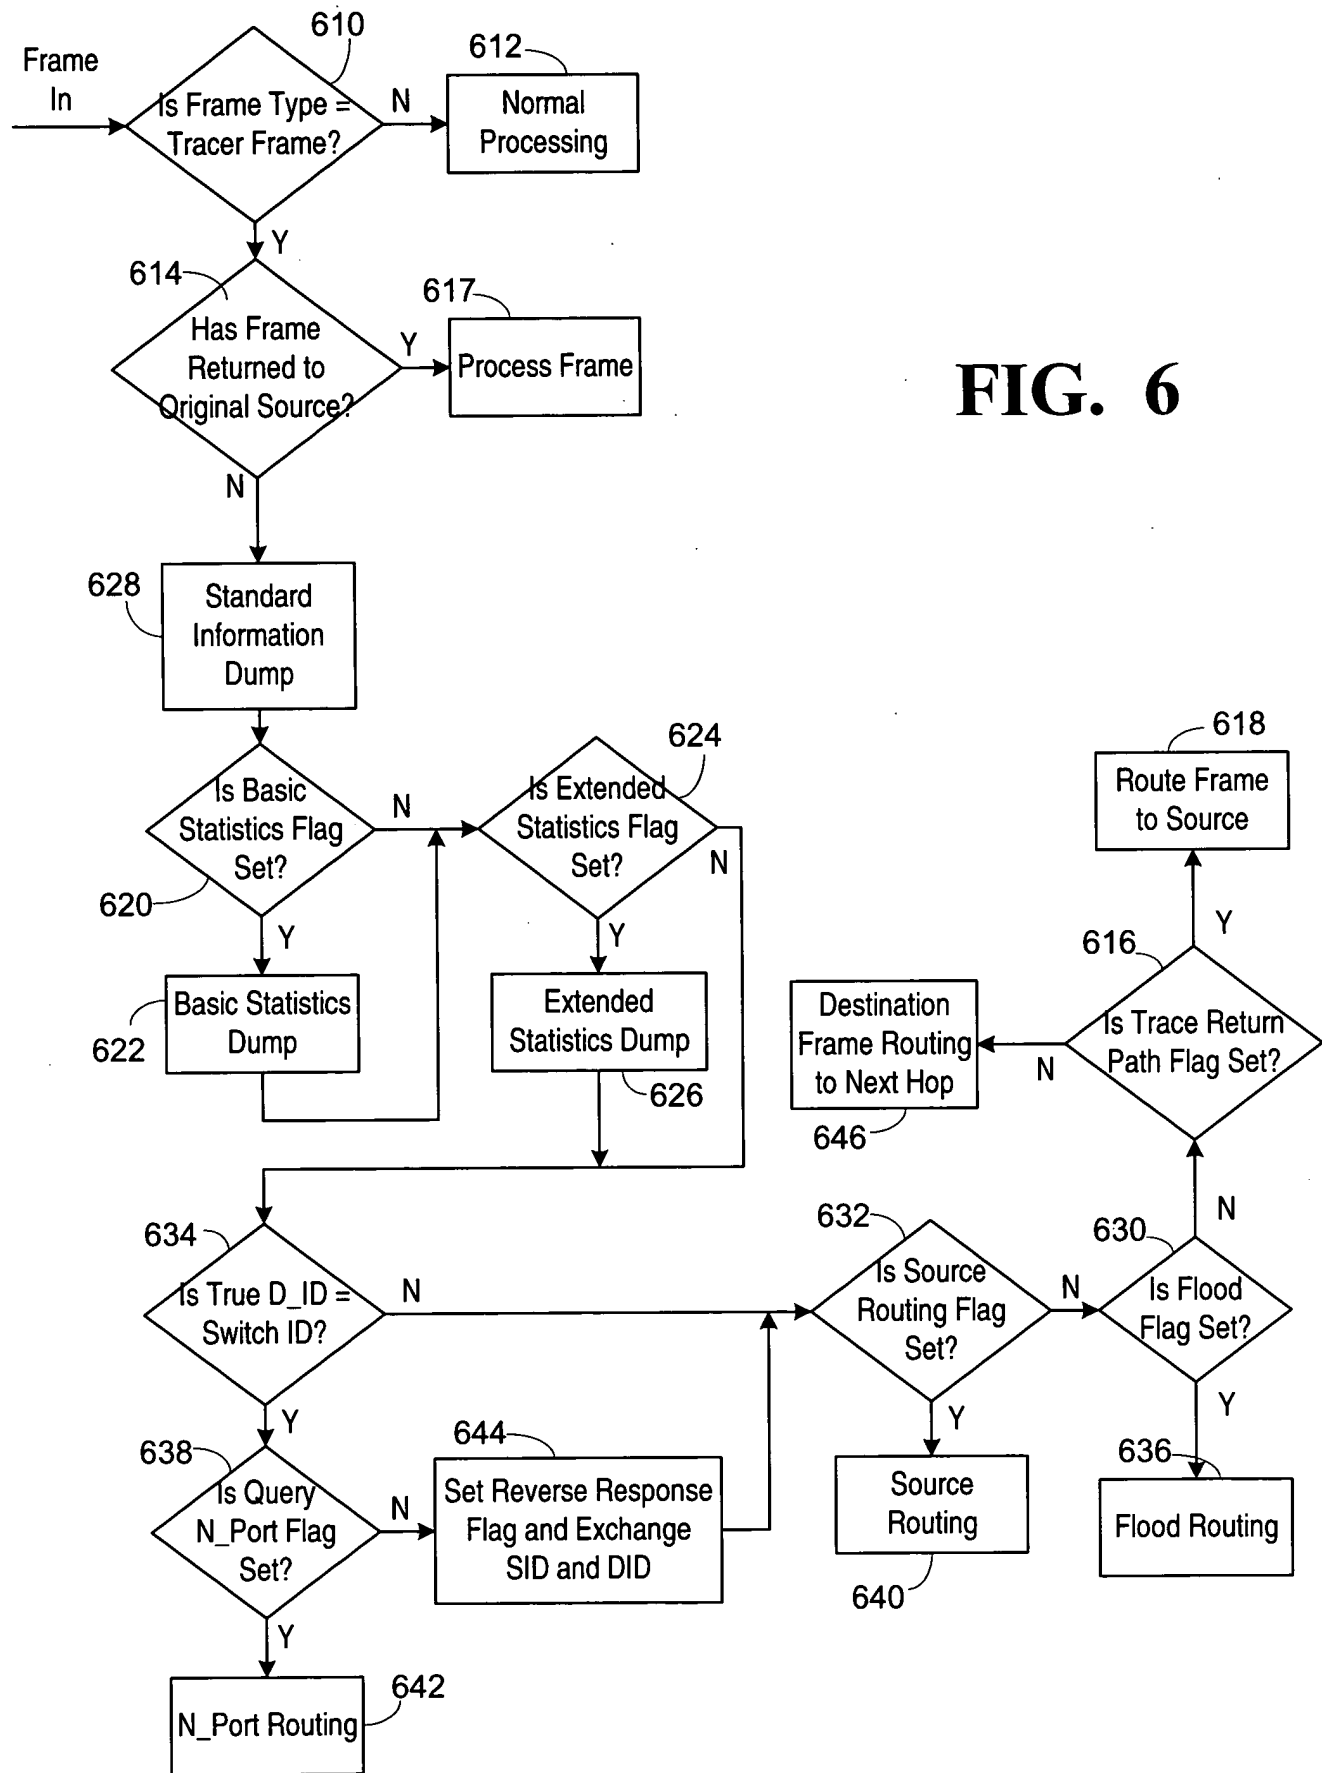 610
Frame
In
Is Frame Type =
Tracer Frame?
N
612
Normal
Processing
Y
614
Has Frame
Returned to
Original Source?
Y
617
Process Frame
FIG. 6
N
628
Standard
Information
Dump
Is Basic
Statistics Flag
Set?
620
N
624
Is Extended
Statistics Flag
Set?
N
Y
622
Basic Statistics
Dump
Y
Extended
Statistics Dump
626
618
Route Frame
to Source
Y
616
Is Trace Return
Path Flag Set?
N
Destination
Frame Routing
to Next Hop
646
634
Is True D_ID =
Switch ID?
N
632
Is Source
Routing Flag
Set?
N
630
Is Flood
Flag Set?
N
Y
638
Is Query
N_Port Flag
Set?
N
644
Set Reverse Response
Flag and Exchange
SID and DID
Y
Source
Routing
640
Y
636
Flood Routing
Y
642
N_Port Routing